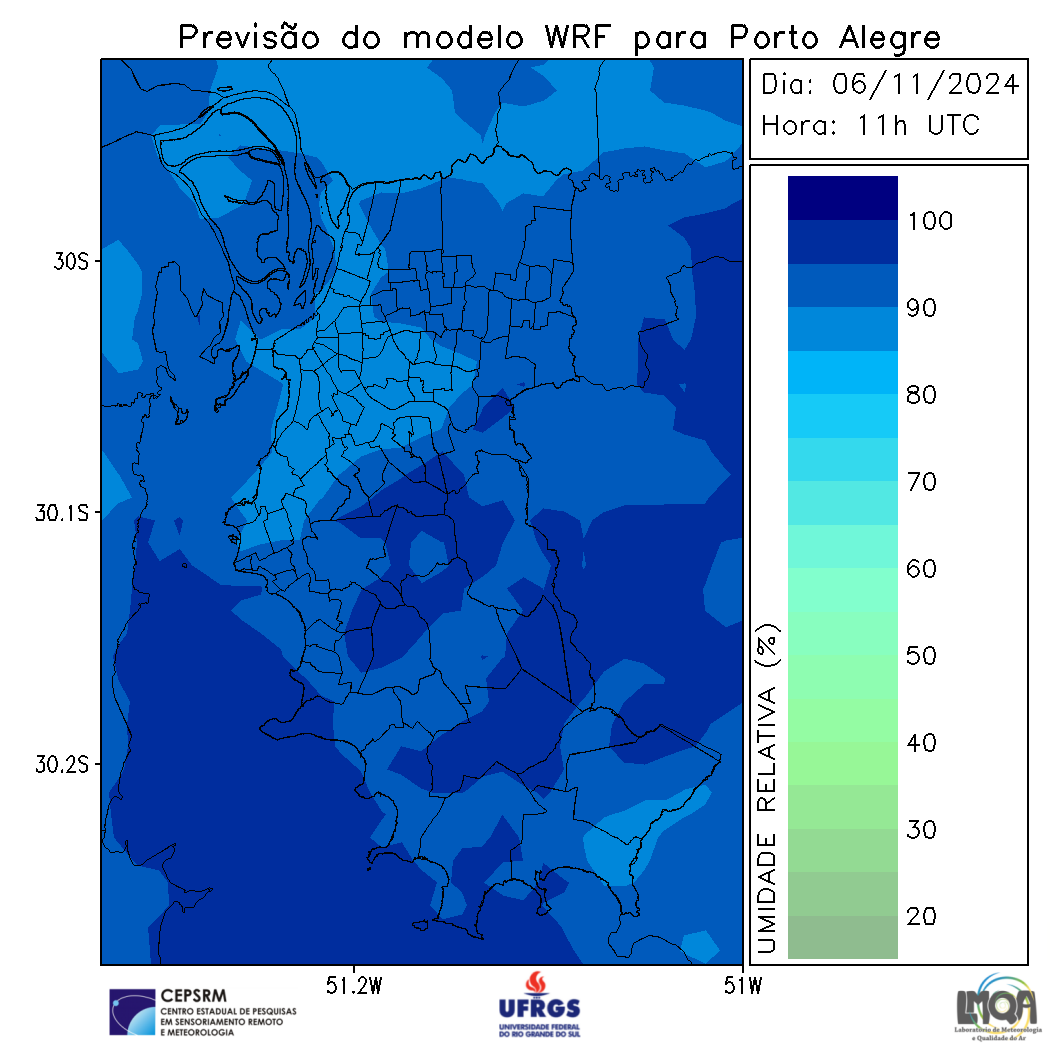 Previsão do modelo WRF para Porto Alegre
Dia: 06/11/2024
Hora: 11h UTC
30S
30.1S
30.2S
51.2W
51W
UMIDADE RELATIVA (%)
100
90
80
70
60
50
40
30
20
CEPSRM
CENTRO ESTADUAL DE PESQUISAS
EM SENSORIAMENTO REMOTO
E METEOROLOGIA
UFRGS
UNIVERSIDADE FEDERAL
DO RIO GRANDE DO SUL
LMQA
Laboratório de Meteorologia
e Qualidade do Ar